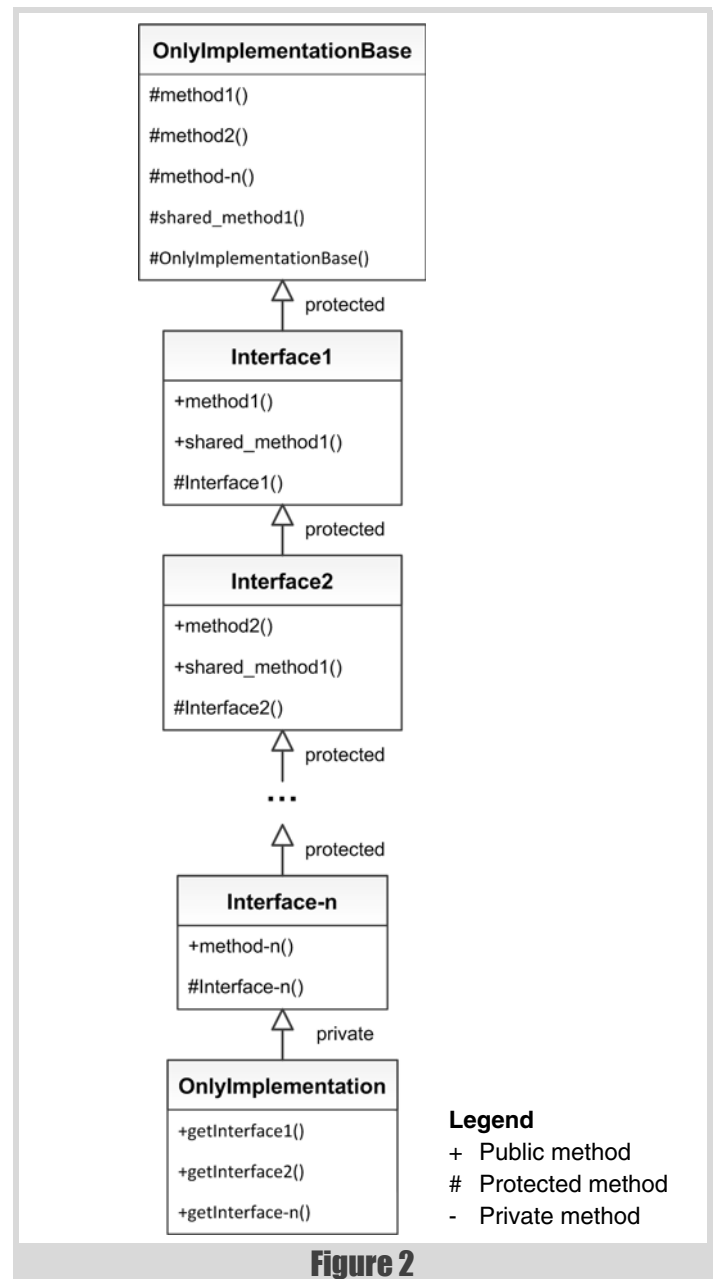 OnlyImplementationBase
#method1()
#method2()
#method-n()
#shared_method1()
#OnlyImplementationBase()
protected
Interface1
+method1()
+shared_method1()
#Interface1()
protected
Interface2
+method2()
+shared_method1()
#Interface2()
protected
...
protected
Interface-n
+method-n()
#Interface-n()
private
OnlyImplementation
+getInterface1()
+getInterface2()
+getInterface-n()
Legend
+ Public method
# Protected method
- Private method
Figure 2